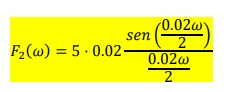 F₂(ω) = 5 · 0.02 sen(0.02ω/2) / (0.02ω/2)